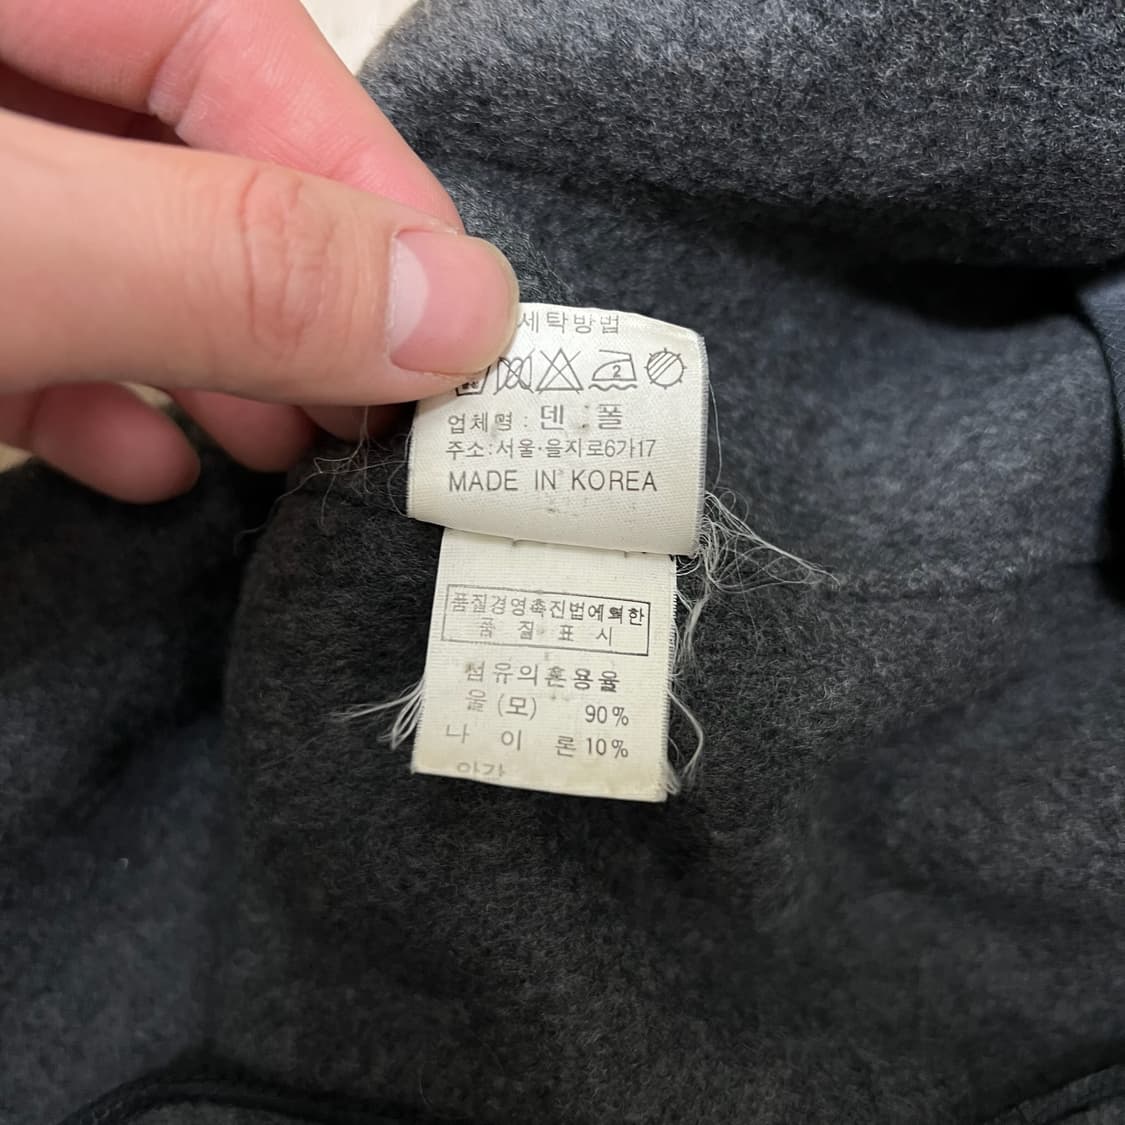 세탁방법
2
업체명 : 덴 폴
주소:서울·을지로6가17
MADE IN KOREA
품질경영촉진법에의한
품 질 표 시
섬유의혼용율
울(모) 90%
나 이 론 10%